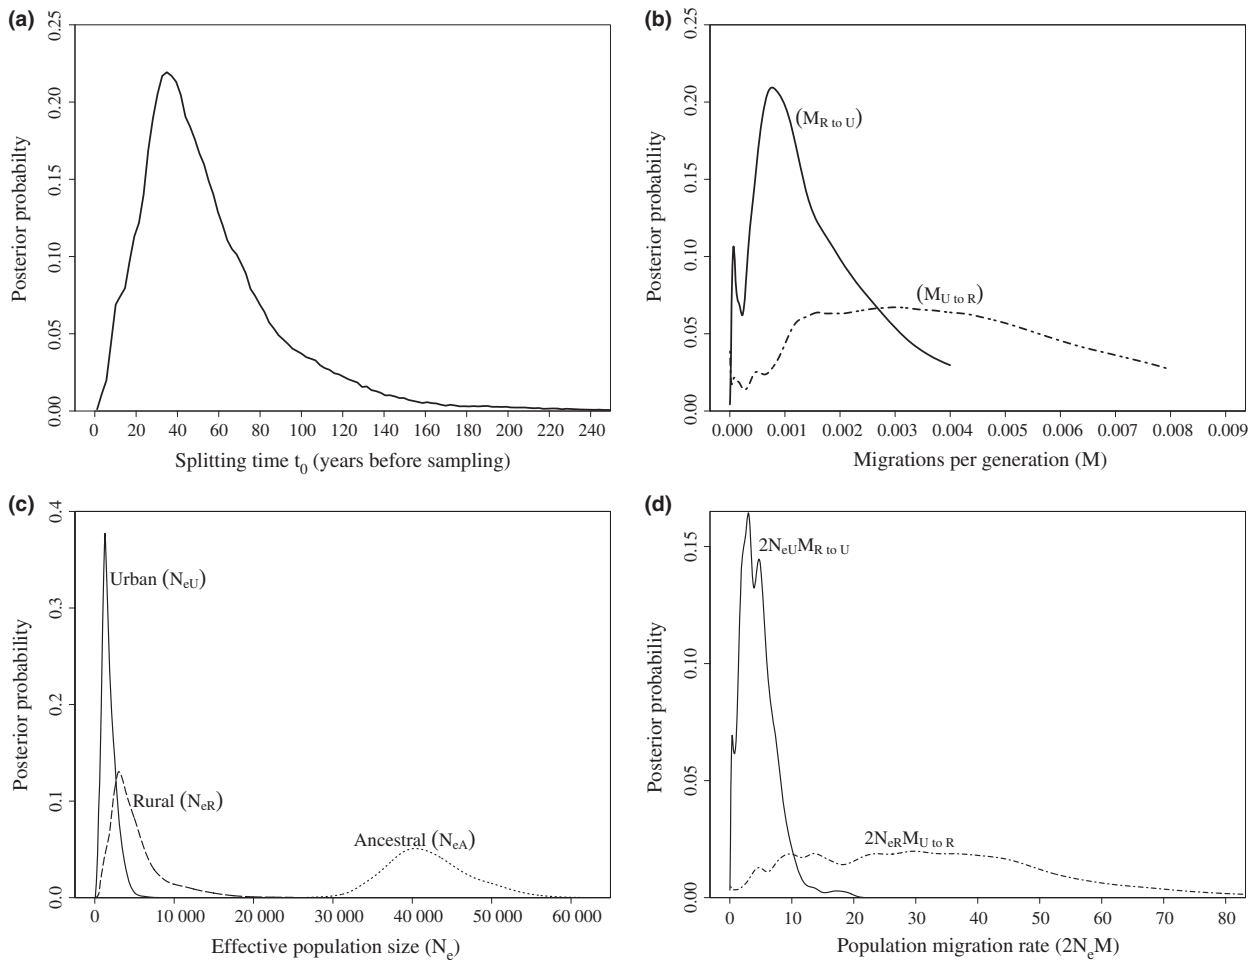 (a)
0.25
0.20
0.15
0.10
0.05
0.00
Posterior probability
0 20 40 60 80 100 120 140 160 180 200 220 240
Splitting time t0 (years before sampling)
(b)
0.25
0.20
0.15
0.10
0.05
0.00
Posterior probability
(MR to U)
(MU to R)
0.000 0.001 0.002 0.003 0.004 0.005 0.006 0.007 0.008 0.009
Migrations per generation (M)
(c)
0.4
0.3
0.2
0.1
0.0
Posterior probability
Urban (NeU)
Rural (NeR)
Ancestral (NeA)
0 10 000 20 000 30 000 40 000 50 000 60 000
Effective population size (Ne)
(d)
0.15
0.10
0.05
0.00
Posterior probability
2NeUMR to U
2NeRMU to R
0 10 20 30 40 50 60 70 80
Population migration rate (2NeM)